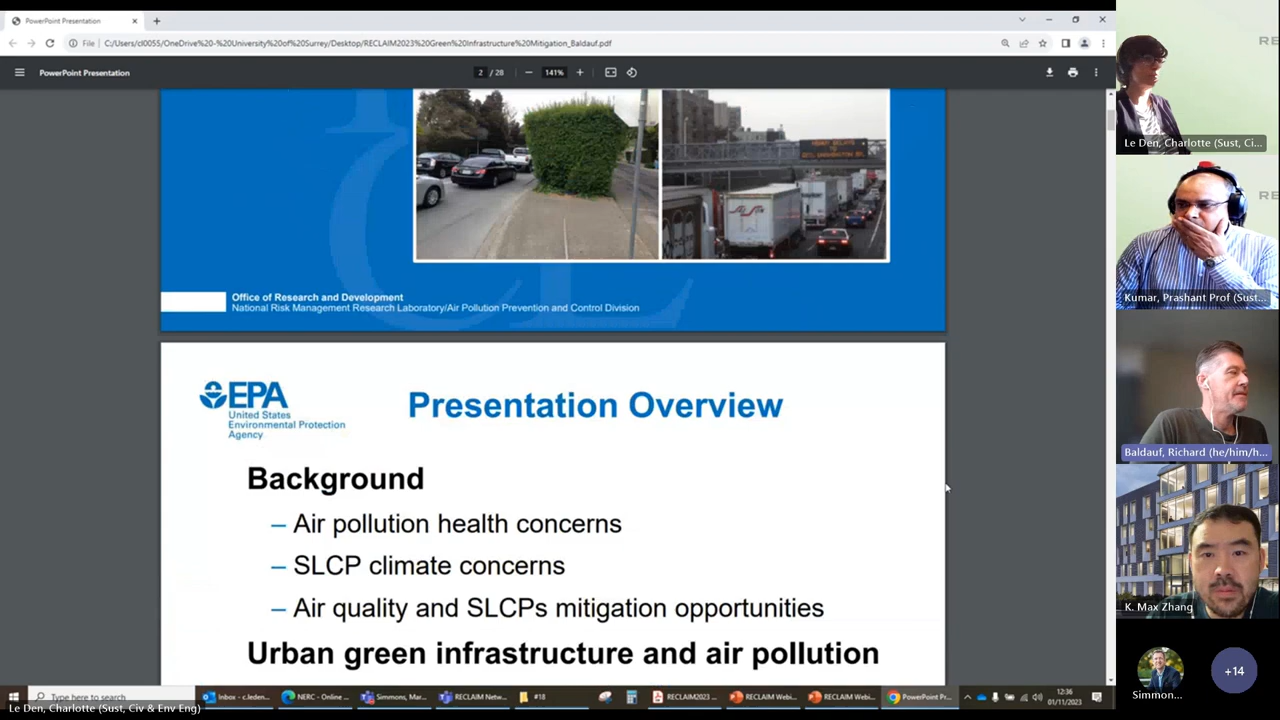 PowerPoint Presentation
File
C:/Users/cl0055/OneDrive%20-%20University%20of%20Surrey/Desktop/RECLAIM2023%20Green%20Infrastructure%20Mitigation_Baldauf.pdf
PowerPoint Presentation
2 / 28
141%
Office of Research and Development
National Risk Management Research Laboratory/Air Pollution Prevention and Control Division
EPA
United States
Environmental Protection
Agency
Presentation Overview
Background
– Air pollution health concerns
– SLCP climate concerns
– Air quality and SLCPs mitigation opportunities
Urban green infrastructure and air pollution
Type here to search
Inbox - c.leden...
NERC - Online ...
Simmons, Mar...
RECLAIM Netw...
#18
RECLAIM2023 ...
RECLAIM Webi...
RECLAIM Webi...
PowerPoint Pr...
12:36
01/11/2023
Le Den, Charlotte (Sust, Civ & Env Eng)
RE
Le Den, Charlotte (Sust, Ci...
RE
Kumar, Prashant Prof (Sust...
Baldauf, Richard (he/him/h...
K. Max Zhang
Simmon...
+14